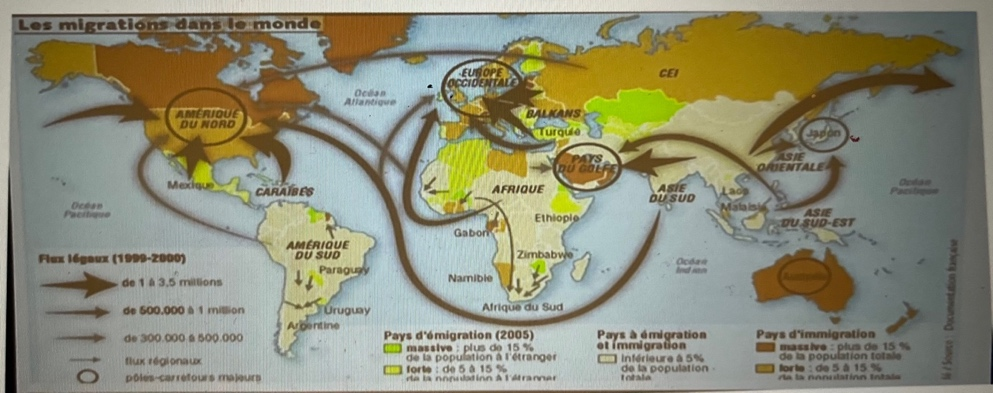 Les migrations dans le monde
CEI
EUROPE
OCCIDENTALE
Océan
Atlantique
AMÉRIQUE
DU NORD
BALKANS
Turquie
Japon
PAYS
DU GOLFE
ASIE
ORIENTALE
Mexique
CARAÏBES
AFRIQUE
ASIE
DU SUD
Laos
Malaisie
Océan
Pacifique
Océan
Pacifique
ASIE
DU SUD-EST
Ethiopie
Gabon
AMÉRIQUE
DU SUD
Zimbabwe
Océan
Indien
Flux légaux (1999-2000)
Paraguay
Namibie
Australie
de 1 à 3,5 millions
Uruguay
Afrique du Sud
de 500.000 à 1 million
Argentine
de 300.000 à 500.000
flux régionaux
pôles-carrefours majeurs
Pays d'émigration (2005)
massive : plus de 15 %
de la population à l'étranger
forte : de 5 à 15 %
de la population à l'étranger
Pays à émigration
et immigration
Inférieure à 5%
de la population
totale
Pays d'immigration
massive : plus de 15 %
de la population totale
forte : de 5 à 15 %
de la population totale
Source : Documentation française